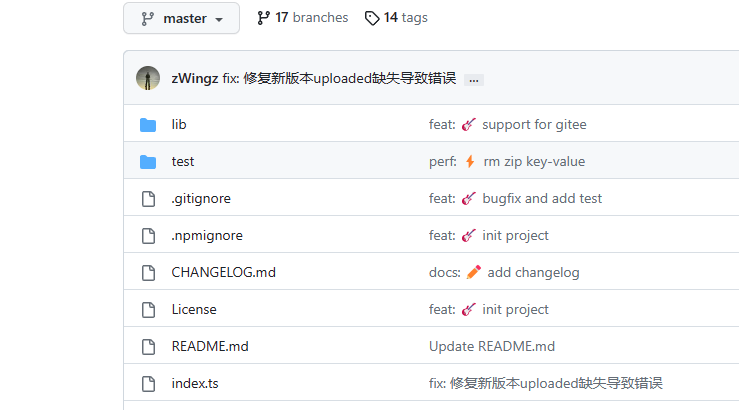 master 17 branches 14 tags
zWingz fix: 修复新版本uploaded缺失导致错误 ...
lib feat: 🎸 support for gitee
test perf: ⚡ rm zip key-value
.gitignore feat: 🎸 bugfix and add test
.npmignore feat: 🎸 init project
CHANGELOG.md docs: ✏️ add changelog
License feat: 🎸 init project
README.md Update README.md
index.ts fix: 修复新版本uploaded缺失导致错误